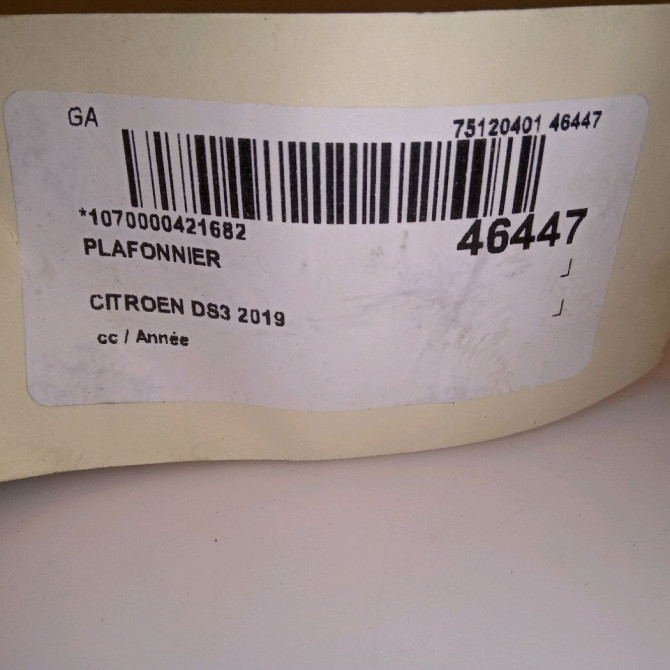 GA 75120401 46447
*1070000421682 46447
PLAFONNIER
CITROEN DS3 2019
cc / Année